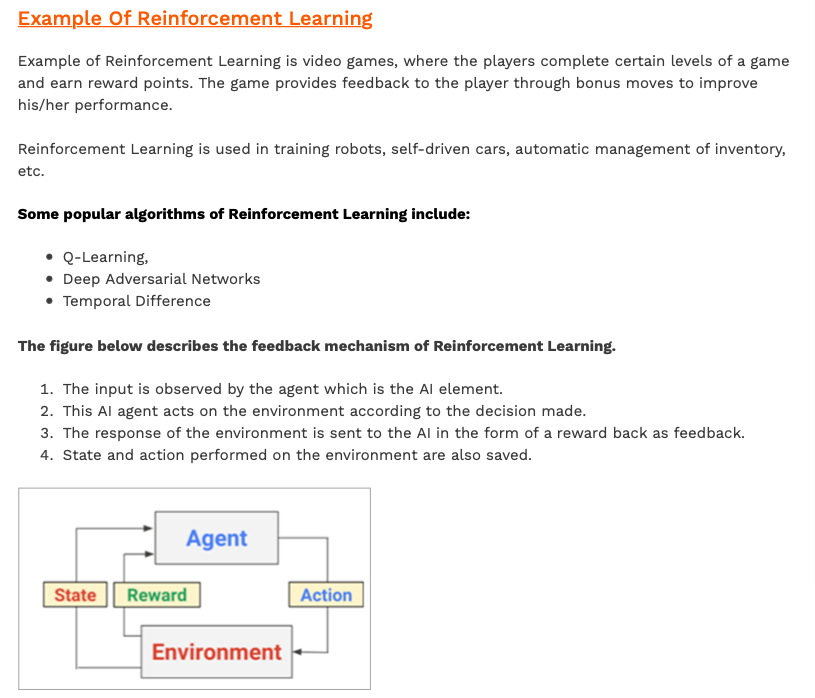 Example Of Reinforcement Learning
Example of Reinforcement Learning is video games, where the players complete certain levels of a game
and earn reward points. The game provides feedback to the player through bonus moves to improve
his/her performance.
Reinforcement Learning is used in training robots, self-driven cars, automatic management of inventory,
etc.
Some popular algorithms of Reinforcement Learning include:
• Q-Learning,
• Deep Adversarial Networks
• Temporal Difference
The figure below describes the feedback mechanism of Reinforcement Learning.
1. The input is observed by the agent which is the AI element.
2. This AI agent acts on the environment according to the decision made.
3. The response of the environment is sent to the AI in the form of a reward back as feedback.
4. State and action performed on the environment are also saved.
Agent
State Reward Action
Environment